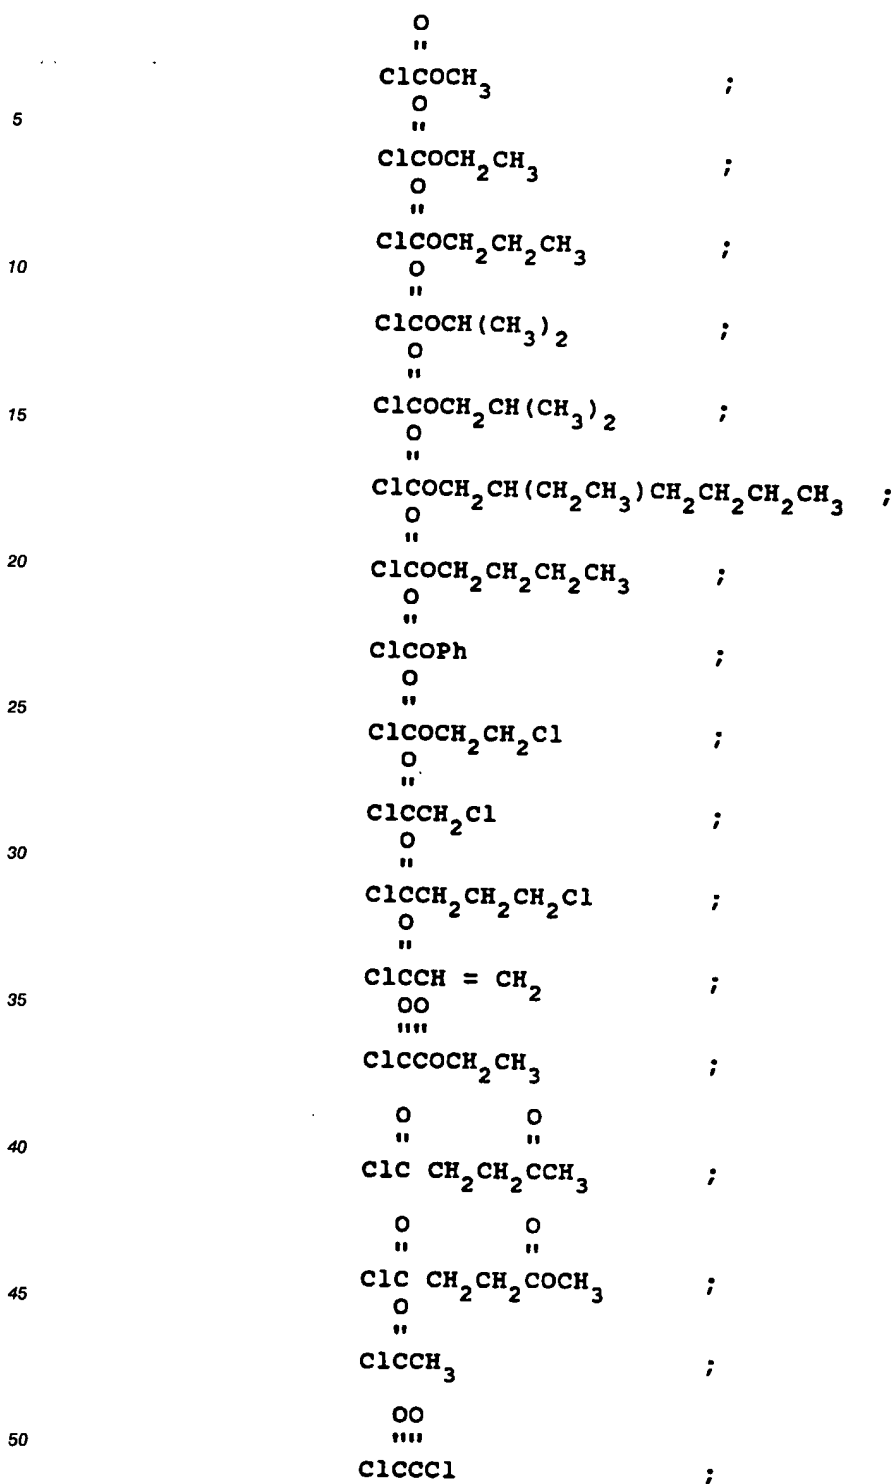 O
"
ClCOCH3 ;
O
5
"
ClCOCH2CH3 ;
O
"
ClCOCH2CH2CH3 ;
10 O
"
ClCOCH(CH3)2 ;
O
"
15 ClCOCH2CH(CH3)2 ;
O
"
ClCOCH2CH(CH2CH3)CH2CH2CH2CH3 ;
O
"
20
ClCOCH2CH2CH2CH3 ;
O
"
ClCOPh ;
O
25 "
ClCOCH2CH2Cl ;
O
"
ClCCH2Cl ;
30 O
"
ClCCH2CH2CH2Cl ;
O
"
ClCCH = CH2 ;
35 OO
""
ClCCOCH2CH3 ;
O O
40 " "
ClC CH2CH2CCH3 ;
O O
" "
45 ClC CH2CH2COCH3 ;
O
"
ClCCH3 ;
OO
50 ""
ClCCCl ;